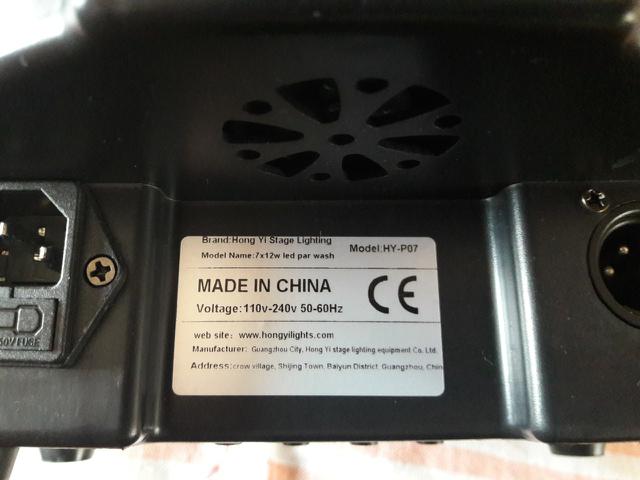 Brand:Hong Yi Stage Lighting
Model:HY-P07
Model Name:7x12w led par wash
MADE IN CHINA
Voltage:110v-240v 50-60Hz
CE
web site: www.hongyilights.com
Manufacturer: Guangzhou City, Hong Yi stage lighting equipment Co. Ltd.
Address:crow village, Shijing Town, Baiyun District, Guangzhou, Chin
FUSE